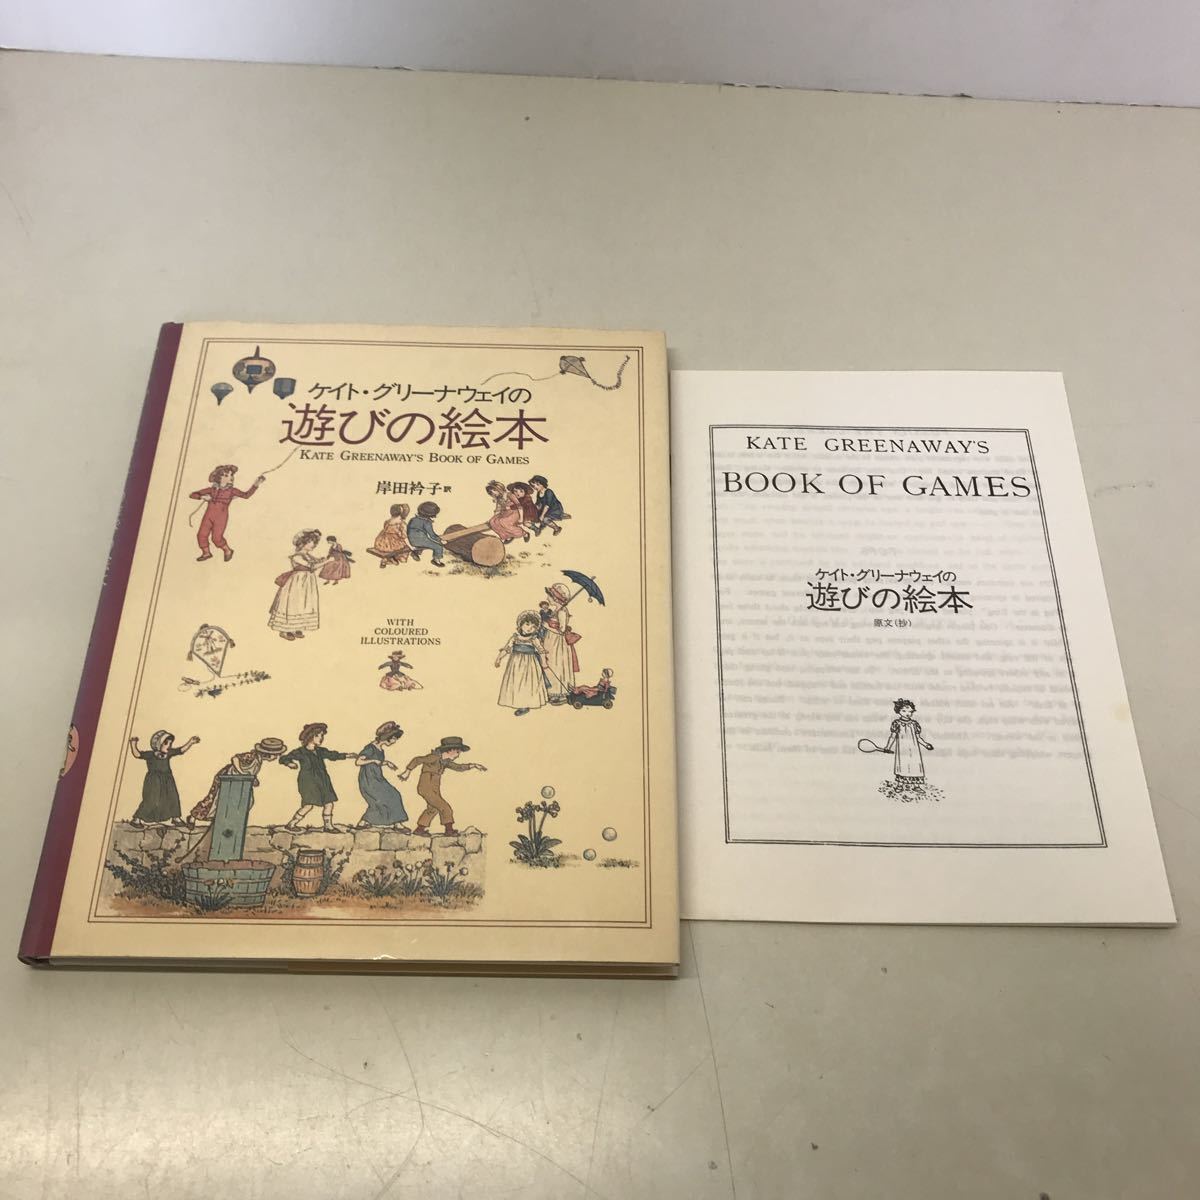 ケイト・グリーナウェイの
遊びの絵本
KATE GREENAWAY'S BOOK OF GAMES
岸田衿子 訳
WITH
COLOURED
ILLUSTRATIONS
KATE GREENAWAY'S
BOOK OF GAMES
ケイト・グリーナウェイの
遊びの絵本
原文(抄)